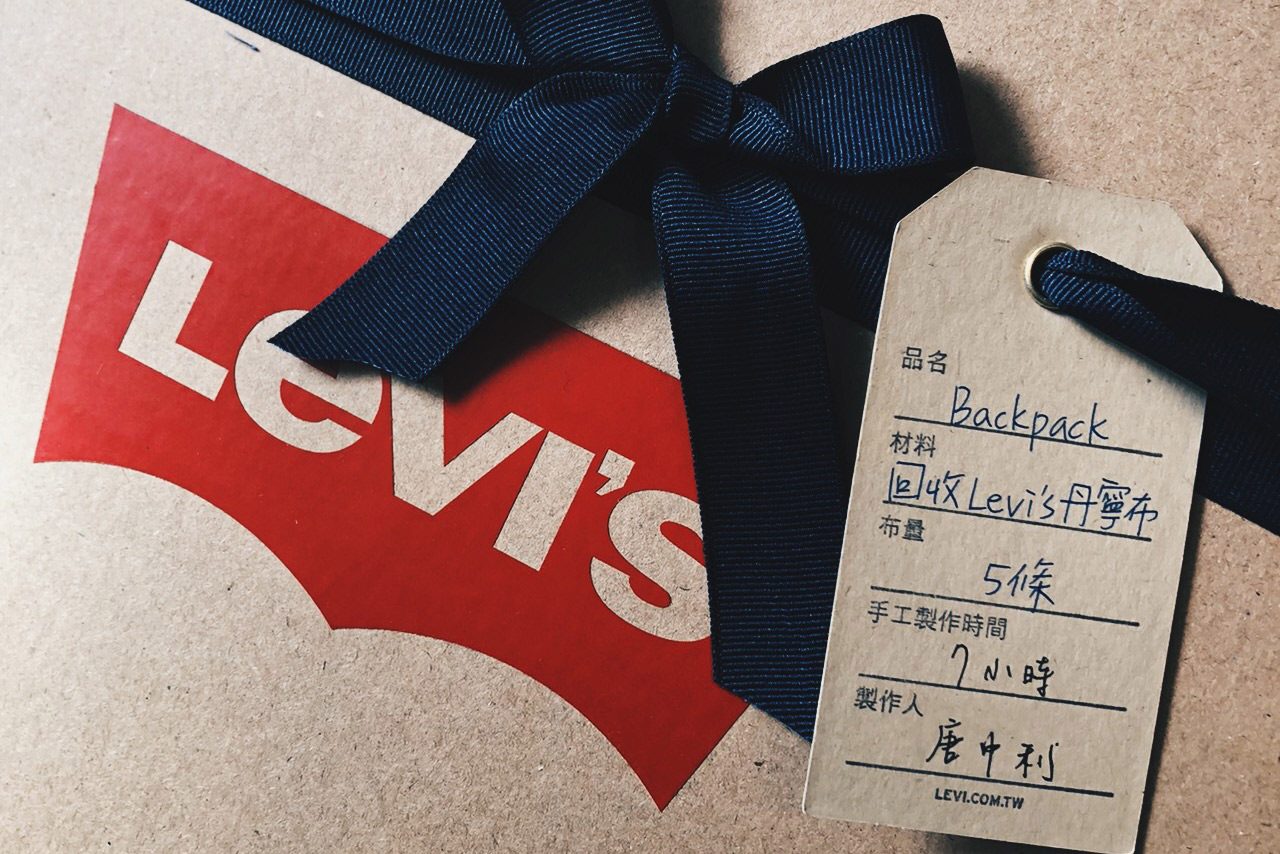 Levi's
品名
Backpack
材料
回收Levi's丹寧布
布量
5條
手工製作時間
7小時
製作人
唐中利
LEVI.COM.TW